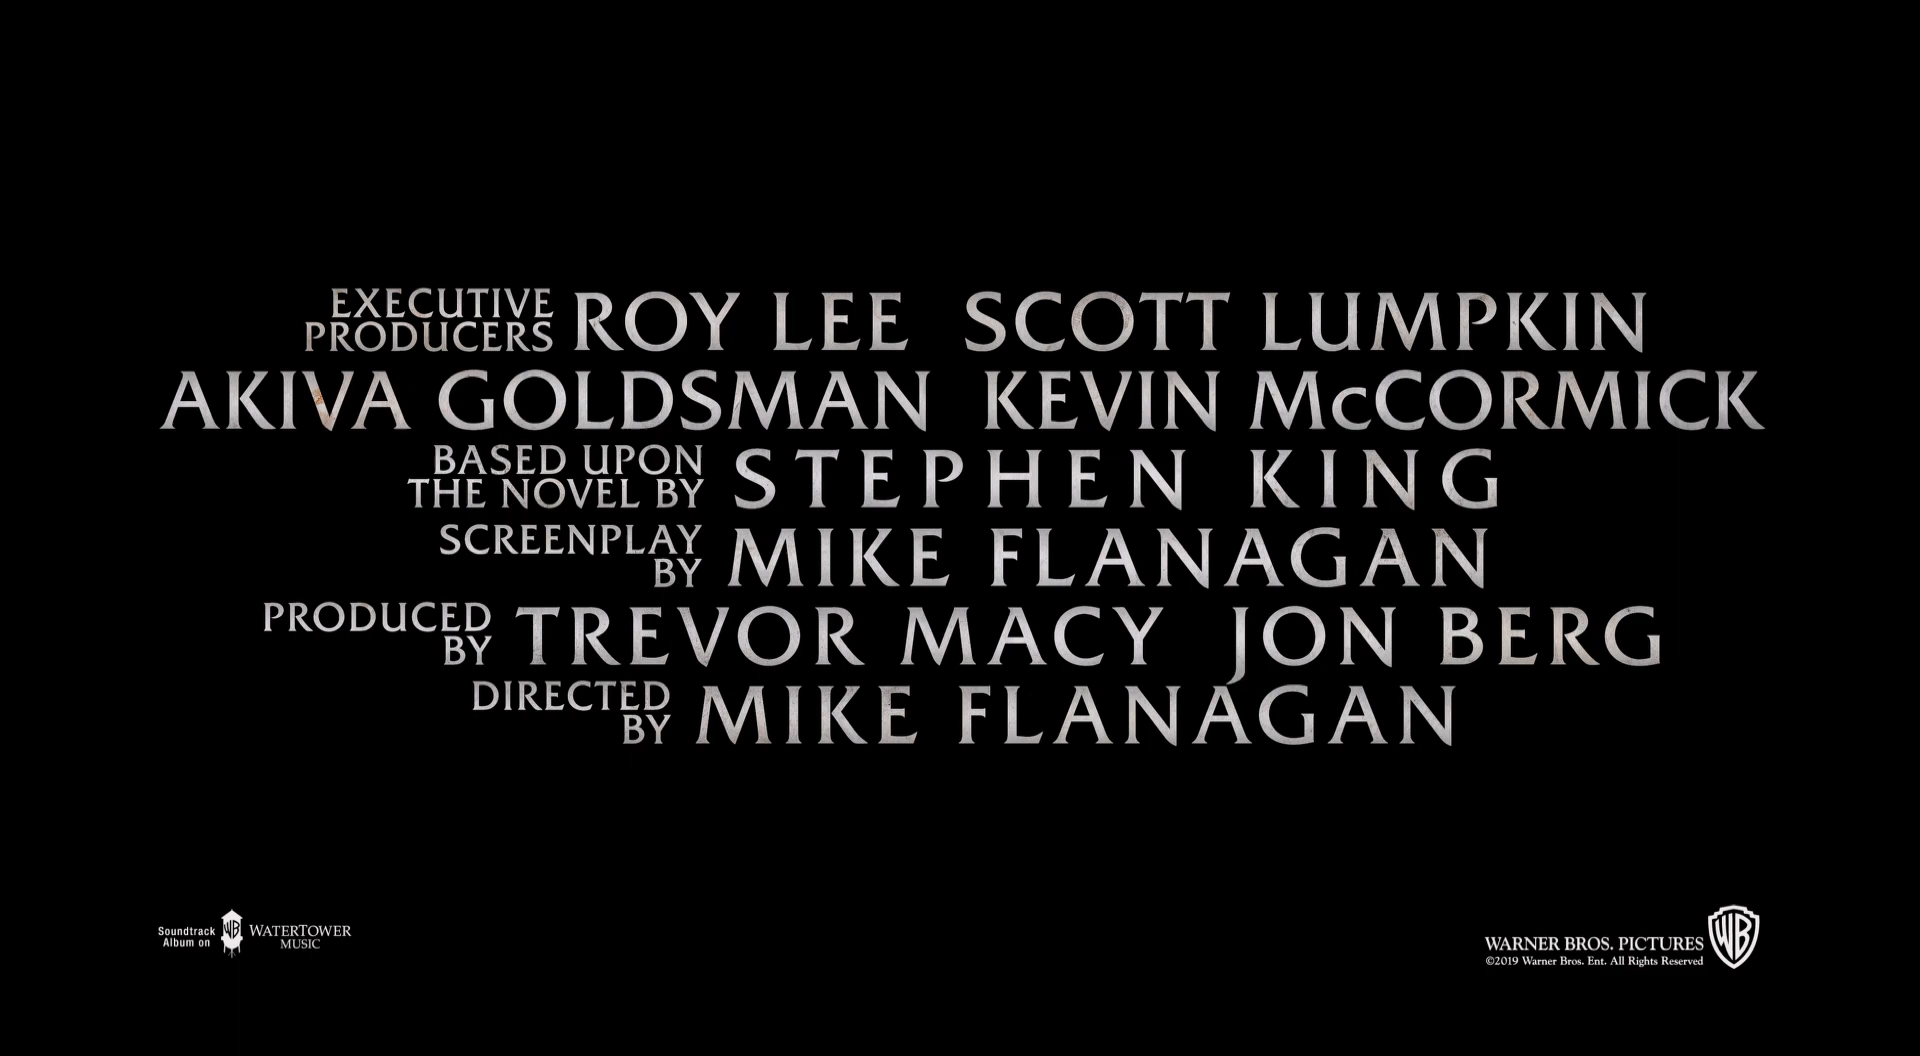 EXECUTIVE PRODUCERS ROY LEE SCOTT LUMPKIN
AKIVA GOLDSMAN KEVIN McCORMICK
BASED UPON THE NOVEL BY STEPHEN KING
SCREENPLAY BY MIKE FLANAGAN
PRODUCED BY TREVOR MACY JON BERG
DIRECTED BY MIKE FLANAGAN
Soundtrack Album on WB WATERTOWER MUSIC
WARNER BROS. PICTURES WB
©2019 Warner Bros. Ent. All Rights Reserved